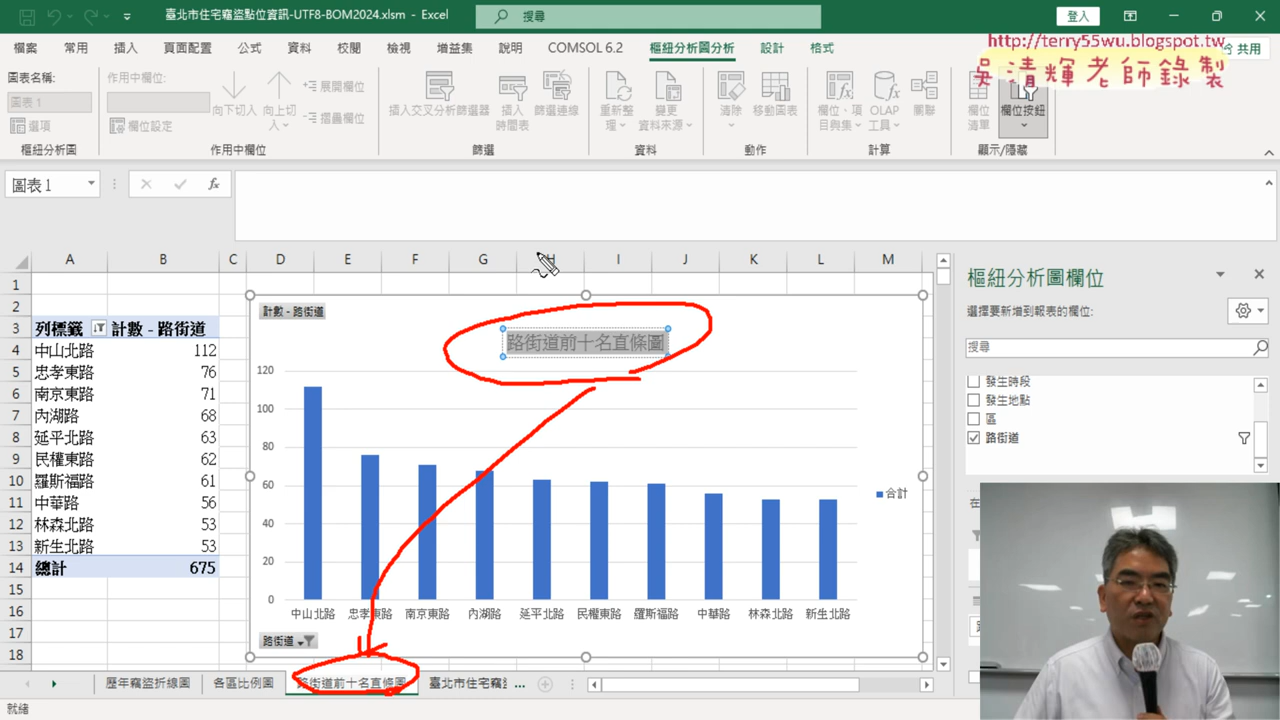 臺北市住宅竊盜點位資訊-UTF8-BOM2024.xlsm - Excel
搜尋
登入
檔案 常用 插入 頁面配置 公式 資料 校閱 檢視 增益集 說明 COMSOL 6.2 樞紐分析圖分析 設計 格式
共用
http://terry55wu.blogspot.tw
吳清輝老師錄製
圖表名稱:
圖表 1
選項
樞紐分析圖
作用中欄位:
欄位設定
向下切入
向上切入
展開欄位
摺疊欄位
作用中欄位
插入交叉分析篩選器
插入時間表
篩選連線
篩選
重新整理
變更資料來源
資料
清除
移動圖表
動作
欄位、項目與集
OLAP 工具
關聯
計算
欄位清單
欄位按鈕
顯示/隱藏
圖表 1
fx
A B C D E F G H I J K L M
1
2
3 列標籤 計數 - 路街道
4 中山北路 112
5 忠孝東路 76
6 南京東路 71
7 內湖路 68
8 延平北路 63
9 民權東路 62
10 羅斯福路 61
11 中華路 56
12 林森北路 53
13 新生北路 53
14 總計 675
15
16
17
18
計數 - 路街道
路街道前十名直條圖
120
100
80
60
40
20
0
中山北路 忠孝東路 南京東路 內湖路 延平北路 民權東路 羅斯福路 中華路 林森北路 新生北路
合計
路街道
樞紐分析圖欄位
選擇要新增到報表的欄位:
搜尋
發生時段
發生地點
區
路街道
歷年竊盜折線圖 各區比例圖 路街道前十名直條圖 臺北市住宅竊 ...
就緒